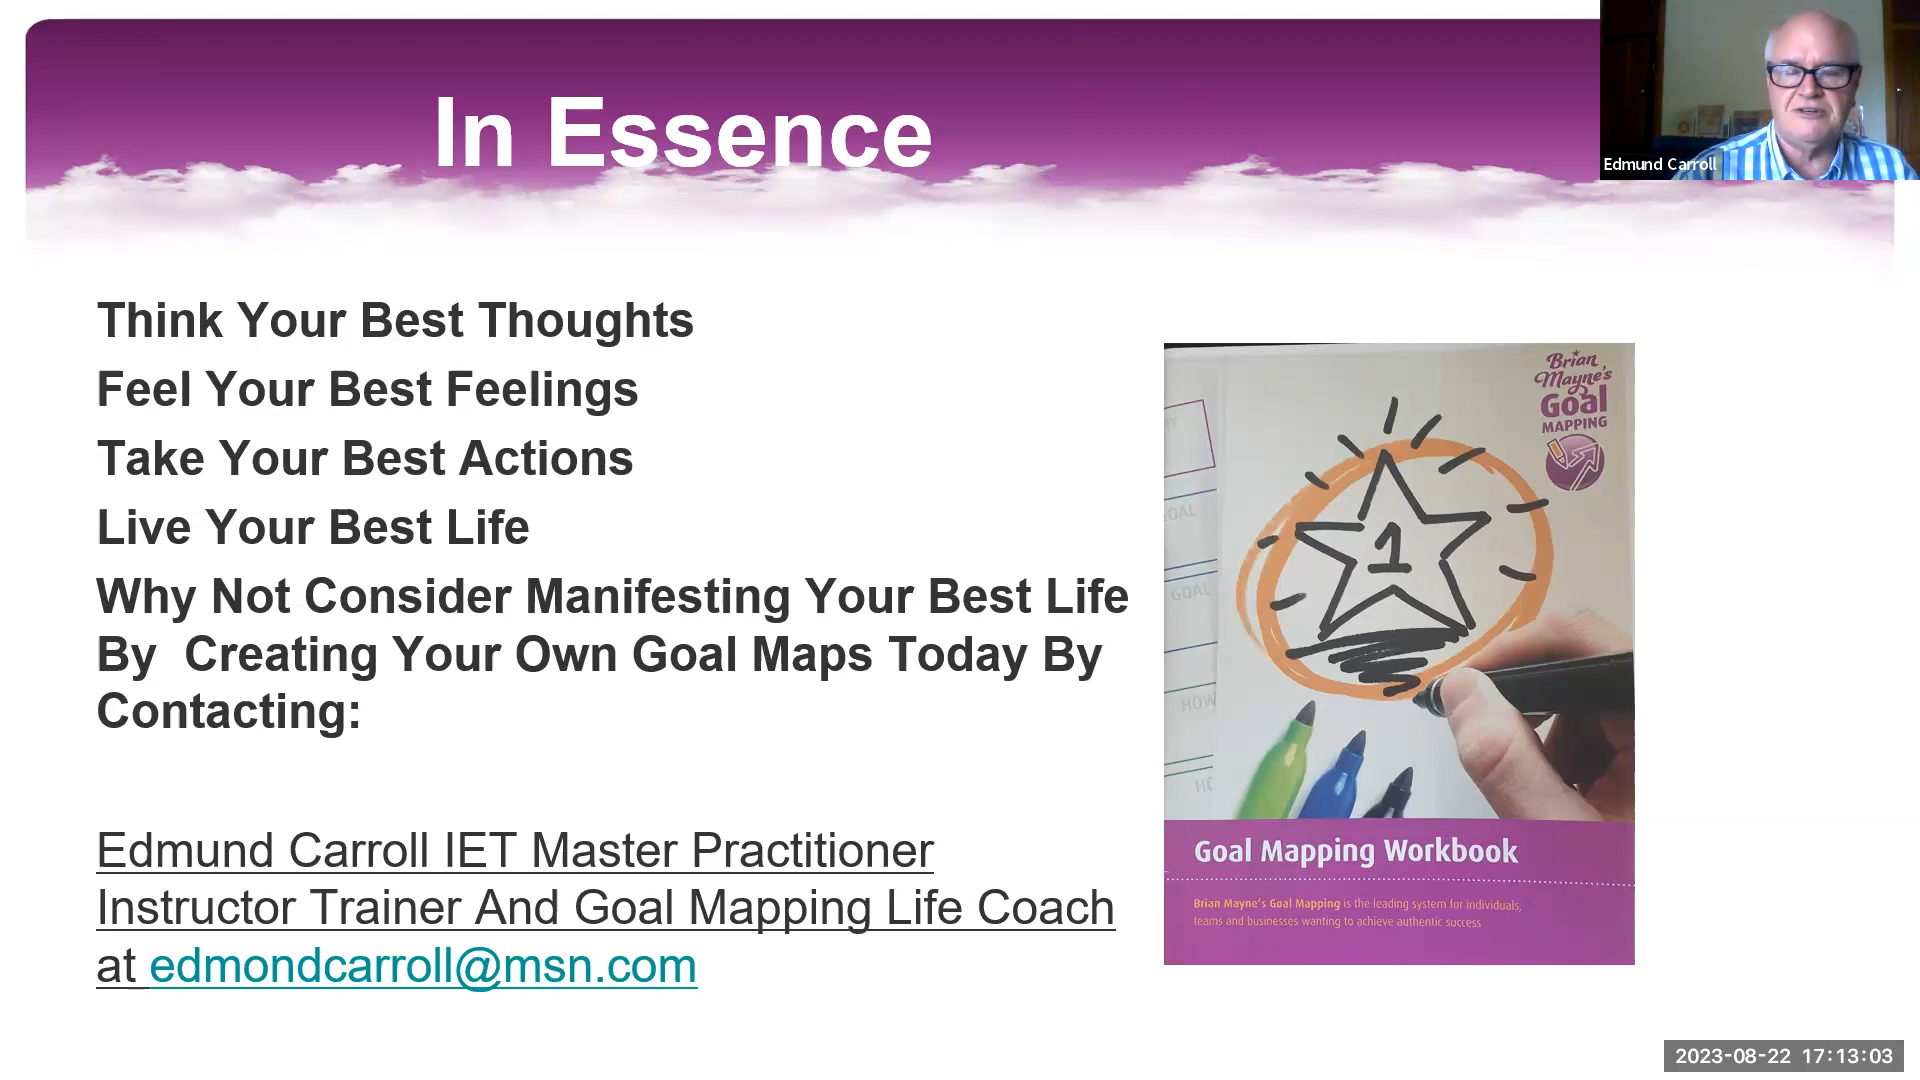 In Essence
Edmund Carroll
Think Your Best Thoughts
Feel Your Best Feelings
Take Your Best Actions
Live Your Best Life
Why Not Consider Manifesting Your Best Life
By  Creating Your Own Goal Maps Today By
Contacting:
Edmund Carroll IET Master Practitioner
Instructor Trainer And Goal Mapping Life Coach
at edmondcarroll@msn.com
Brian
Mayne's
Goal
MAPPING
1
GOAL
GOAL
HOW
Goal Mapping Workbook
Brian Mayne's Goal Mapping is the leading system for individuals,
teams and businesses wanting to achieve authentic success
2023-08-22 17:13:03